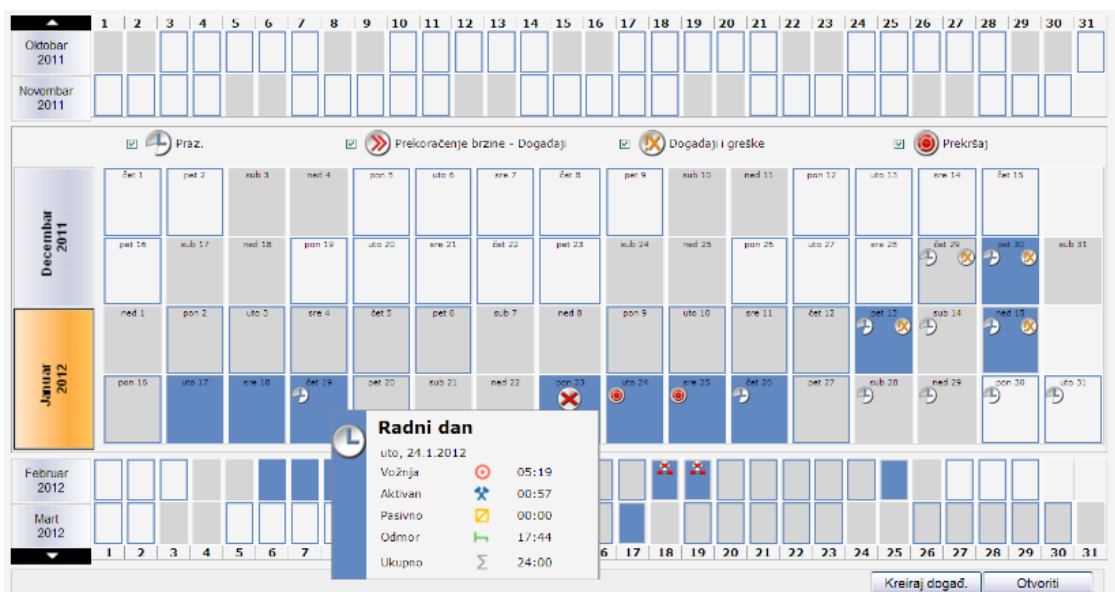 1 2 3 4 5 6 7 8 9 10 11 12 13 14 15 16 17 18 19 20 21 22 23 24 25 26 27 28 29 30 31
Oktobar
2011
Novembar
2011
Praz. Prekoračenje brzine - Događaji Događaji i greške Prekršaj
Decembar
2011
čet 1 pet 2 sub 3 ned 4 pon 5 uto 6 sre 7 čet 8 pet 9 sub 10 ned 11 pon 12 uto 13 sre 14 čet 15
pet 16 sub 17 ned 18 pon 19 uto 20 sre 21 čet 22 pet 23 sub 24 ned 25 pon 26 uto 27 sre 28 čet 29 pet 30 sub 31
Januar
2012
ned 1 pon 2 uto 3 sre 4 čet 5 pet 6 sub 7 ned 8 pon 9 uto 10 sre 11 čet 12 pet 13 sub 14 ned 15
pon 16 uto 17 sre 18 čet 19 pet 20 sub 21 ned 22 pon 23 uto 24 sre 25 čet 26 pet 27 sub 28 ned 29 pon 30 uto 31
Radni dan
uto, 24.1.2012
Vožnja 05:19
Aktivan 00:57
Pasivno 00:00
Odmor 17:44
Ukupno Σ 24:00
Februar
2012
Mart
2012
1 2 3 4 5 6 7 6 17 18 19 20 21 22 23 24 25 26 27 28 29 30 31
Kreiraj događ. Otvoriti